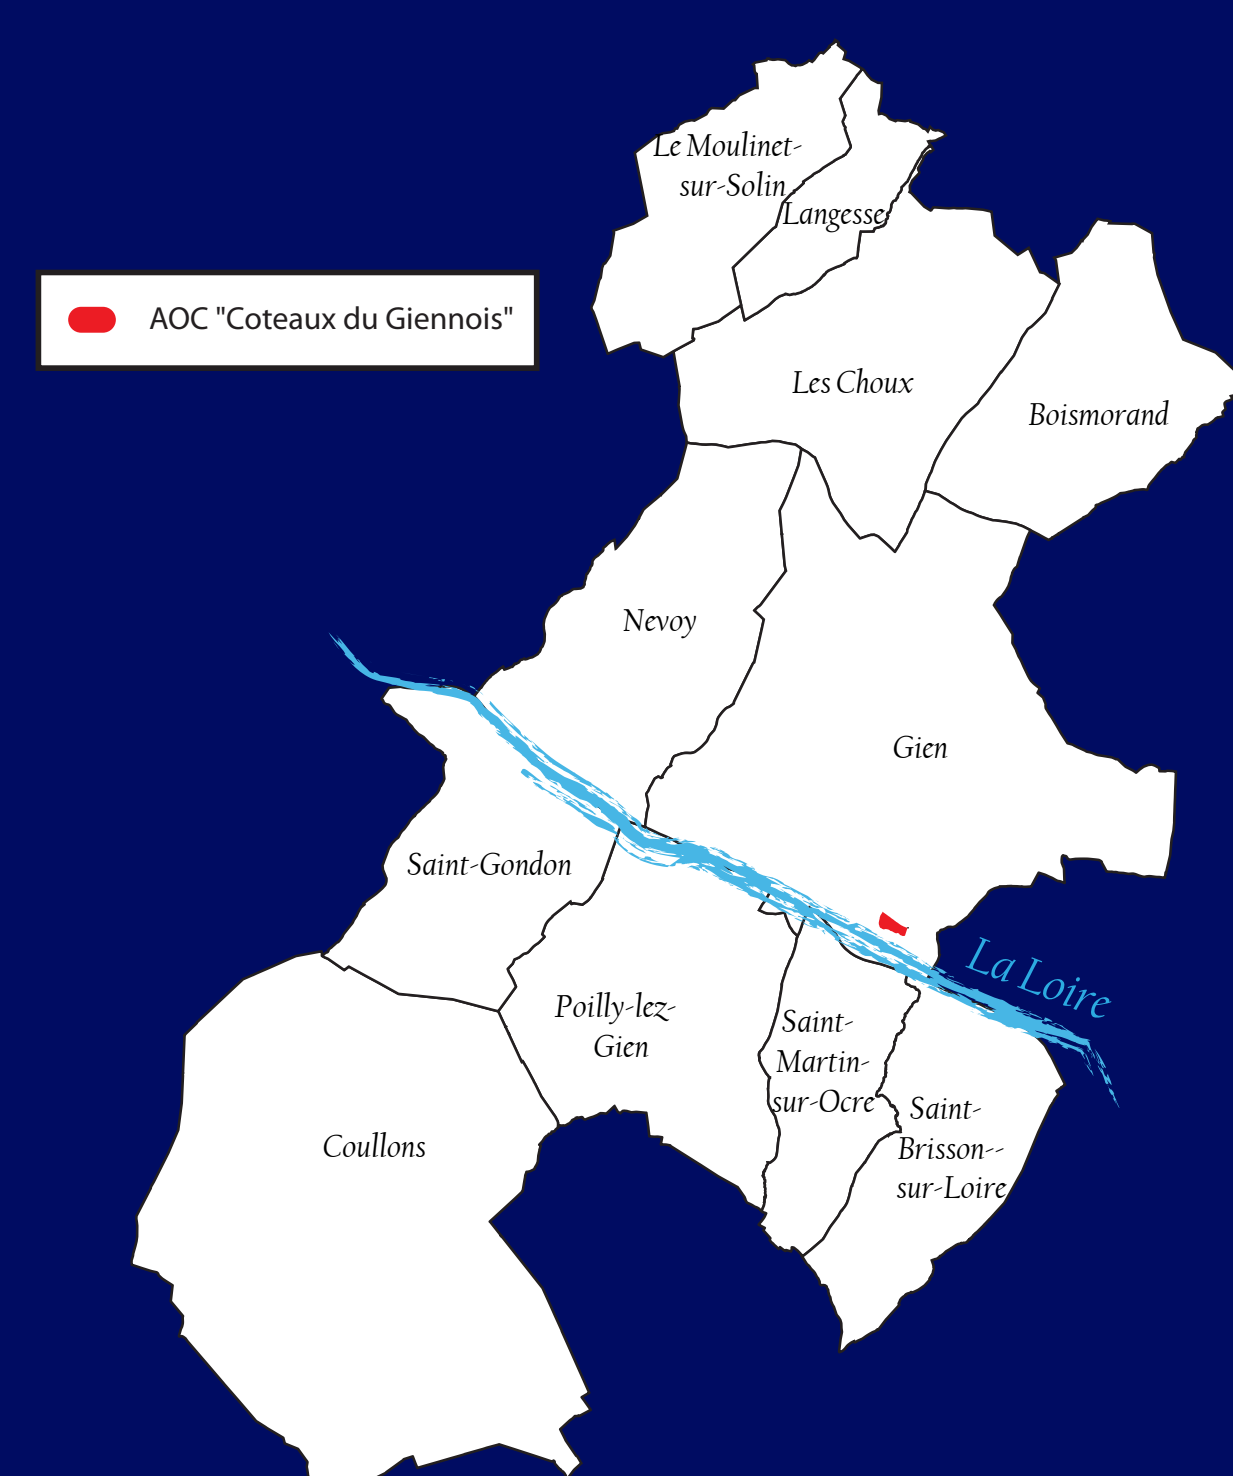 Le Moulinet-
sur-Solin
Langesse
AOC "Coteaux du Giennois"
Les Choux
Boismorand
Nevoy
Gien
Saint-Gondon
La Loire
Poilly-lez-
Gien
Saint-
Martin-
sur-Ocre
Saint-
Brisson--
sur-Loire
Coullons